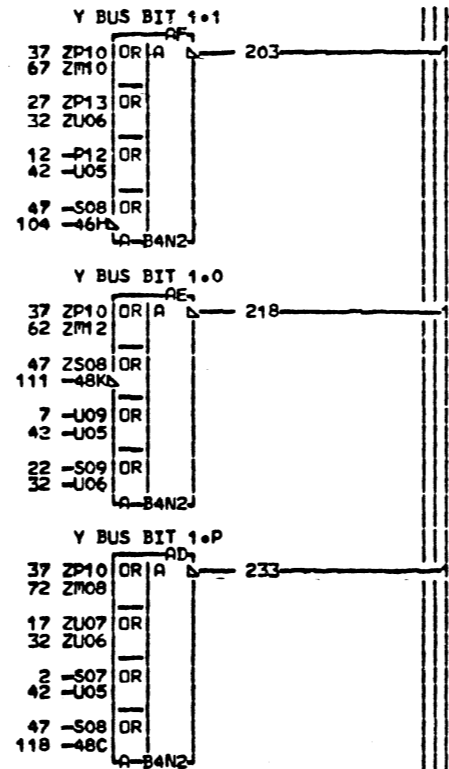 Y BUS BIT 1.1
AF
37 ZP10 OR A 203 1
67 ZM10
27 ZP13 OR
32 ZU06
12 -P12 OR
42 -U05
47 -S08 OR
104 -46H
A-B4N2
Y BUS BIT 1.0
AE
37 ZP10 OR A 218 1
62 ZM12
47 ZS08 OR
111 -48K
7 -U09 OR
42 -U05
22 -S09 OR
32 -U06
A-B4N2
Y BUS BIT 1.P
AD
37 ZP10 OR A 233 1
72 ZM08
17 ZU07 OR
32 ZU06
2 -S07 OR
42 -U05
47 -S08 OR
118 -48C
A-B4N2